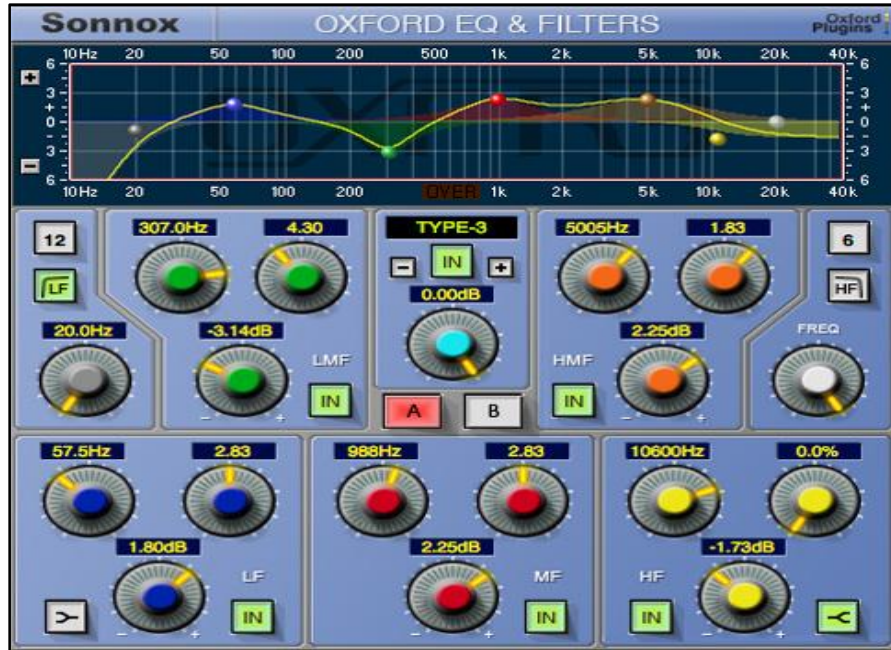 Sonnox OXFORD EQ & FILTERS Oxford Plugins
10Hz 20 50 100 200 500 1k 2k 5k 10k 20k 40k
6 6
3 3
+ +
0 0
- -
3 3
6 6
OXFORD
10Hz 20 50 100 200 OVER 1k 2k 5k 10k 20k 40k
307.0Hz 4.30 TYPE-3 5005Hz 1.83
12 6
- IN +
LF 0.00dB HF
20.0Hz -3.14dB LMF HMF 2.25dB FREQ
IN IN
- + - +
A B
57.5Hz 2.83 988Hz 2.83 10600Hz 0.0%
1.80dB 2.25dB -1.73dB
LF MF HF
IN IN IN
- + - + - +